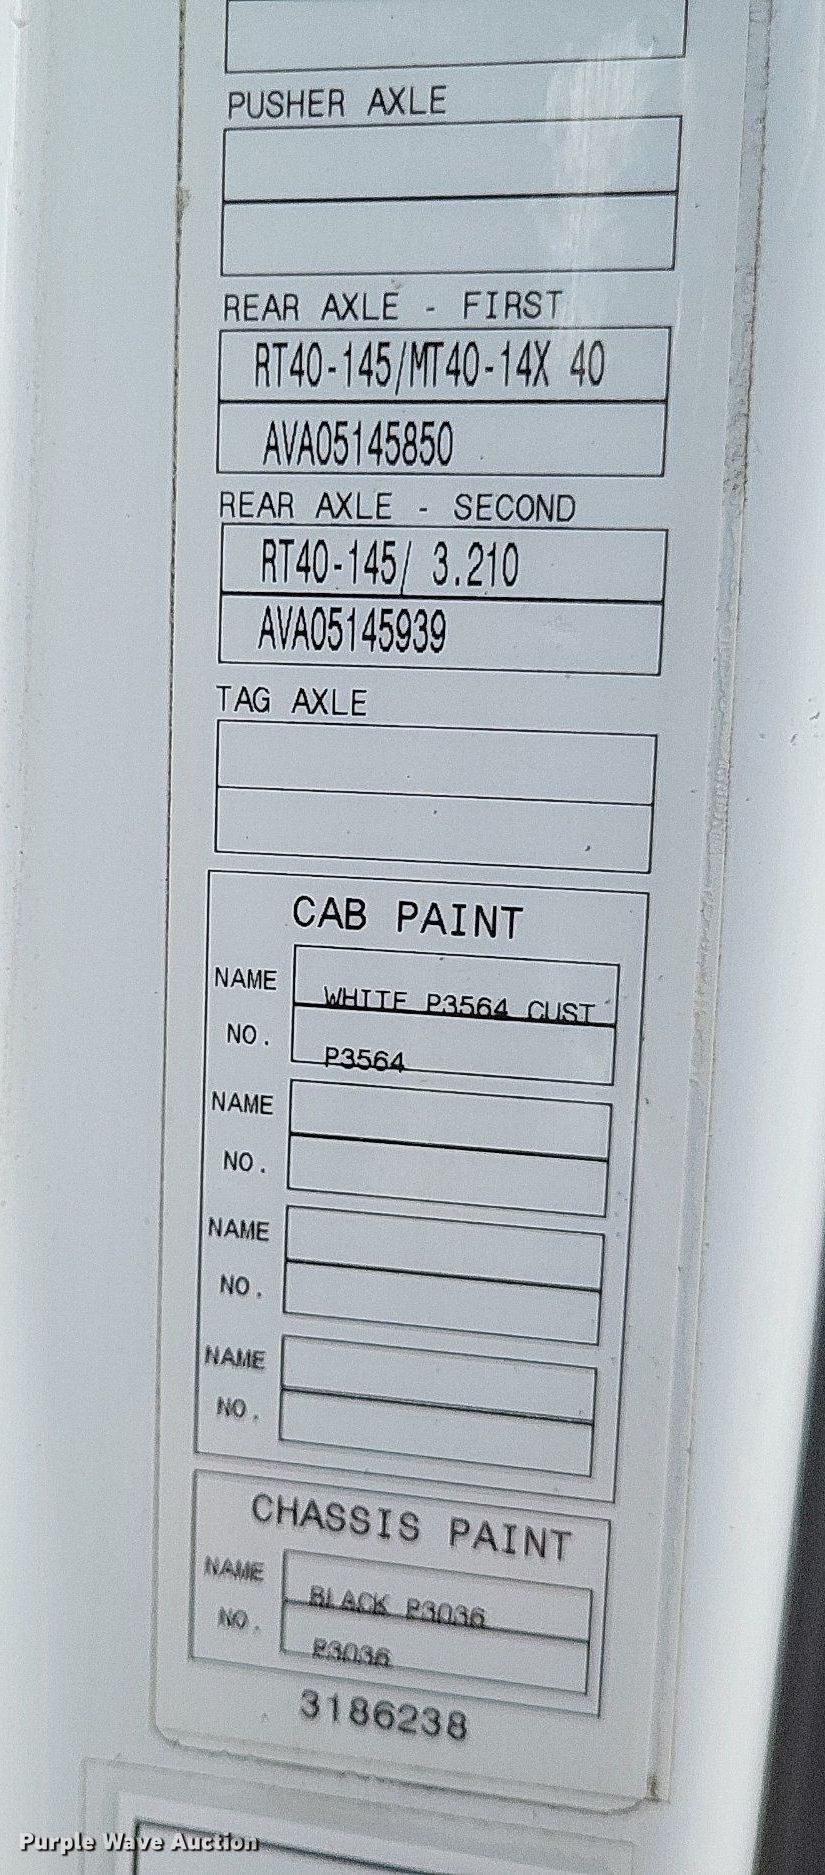 PUSHER AXLE
REAR AXLE - FIRST
RT40-145/MT40-14X 40
AVA05145850
REAR AXLE - SECOND
RT40-145/ 3.210
AVA05145939
TAG AXLE
CAB PAINT
NAME WHITE P3564 CUST
NO. P3564
NAME
NO.
NAME
NO.
NAME
NO.
CHASSIS PAINT
NAME BLACK P3036
NO. P3036
3186238
Purple Wave Auction